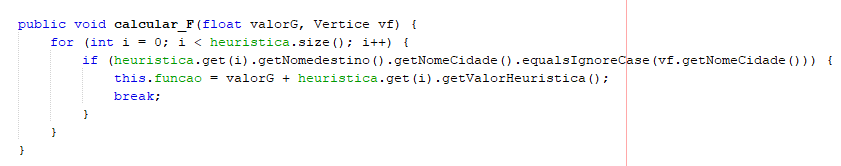 public void calcular_F(float valorG, Vertice vf) {
for (int i = 0; i < heuristica.size(); i++) {
if (heuristica.get(i).getNomedestino().getNomeCidade().equalsIgnoreCase(vf.getNomeCidade())) {
this.funcao = valorG + heuristica.get(i).getValorHeuristica();
break;
}
}
}